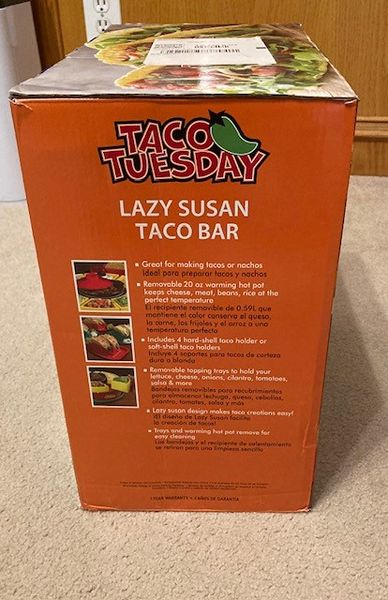 TACO
TUESDAY
LAZY SUSAN
TACO BAR
Great for making tacos or nachos
Ideal para preparar tacos y nachos
Removable 20 oz warming hot pot
keeps cheese, meat, beans, rice at the
perfect temperature
El recipiente removible de 0.59L que
mantiene el calor conserva el queso,
la carne, los frijoles y el arroz a una
temperatura perfecta
Includes 4 hard-shell taco holder or
soft-shell taco holders
Incluye 4 soportes para tacos de corteza
dura o blanda
Removable topping trays to hold your
lettuce, cheese, onions, cilantro, tomatoes,
salsa & more
Bandejas removibles para recubrimientos
para almacenar lechuga, queso, cebollas,
cilantro, tomates, salsa y más
Lazy susan design makes taco creations easy!
¡El diseño de Lazy Susan facilita
la creación de tacos!
Trays and warming hot pot remove for
easy cleaning
Las bandejas y el recipiente de calentamiento
se retiran para una limpieza sencilla
1 YEAR WARRANTY • 1 AÑOS DE GARANTIA